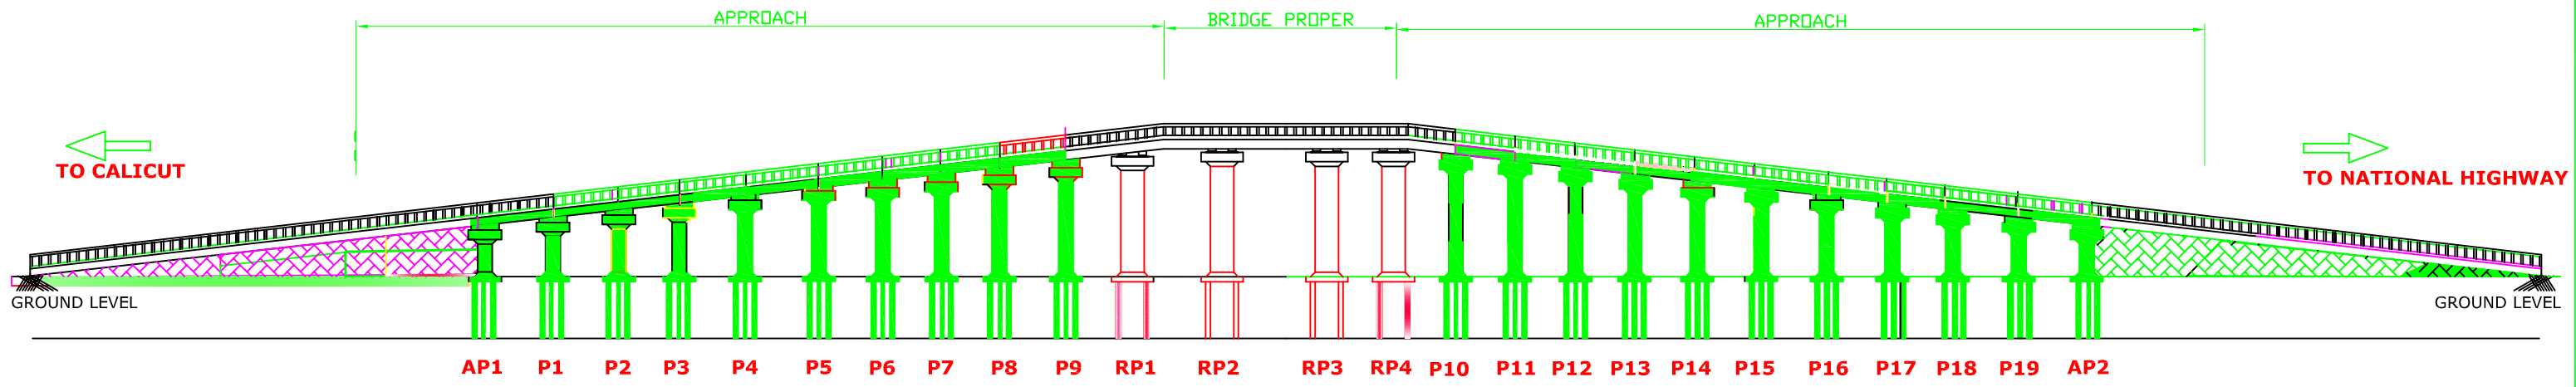 APPROACH
BRIDGE PROPER
APPROACH
TO CALICUT
TO NATIONAL HIGHWAY
GROUND LEVEL
GROUND LEVEL
AP1 P1 P2 P3 P4 P5 P6 P7 P8 P9 RP1 RP2 RP3 RP4 P10 P11 P12 P13 P14 P15 P16 P17 P18 P19 AP2